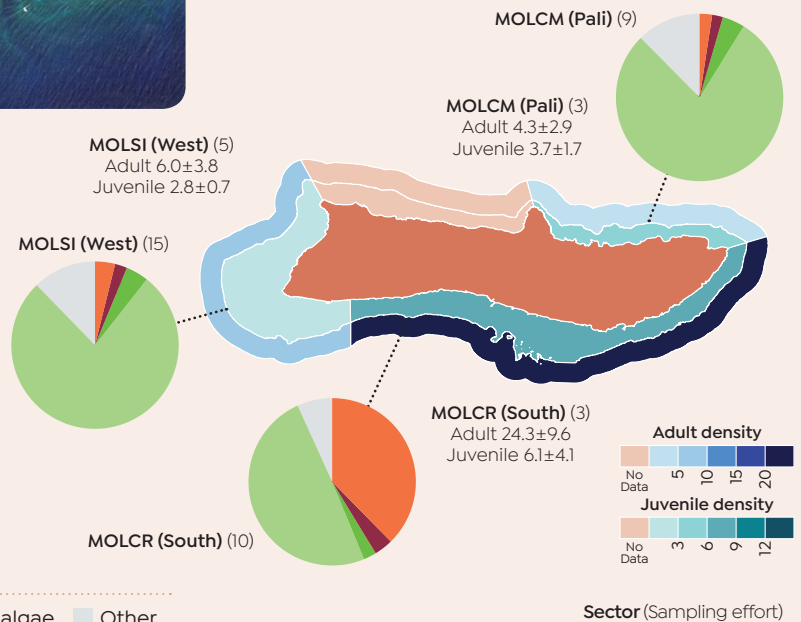 MOLCM (Pali) (9)
MOLCM (Pali) (3)
Adult 4.3±2.9
Juvenile 3.7±1.7
MOLSI (West) (5)
Adult 6.0±3.8
Juvenile 2.8±0.7
MOLSI (West) (15)
MOLCR (South) (3)
Adult 24.3±9.6
Juvenile 6.1±4.1
MOLCR (South) (10)
Adult density
No Data 5 10 15 20
Juvenile density
No Data 3 6 9 12
algae Other
Sector (Sampling effort)